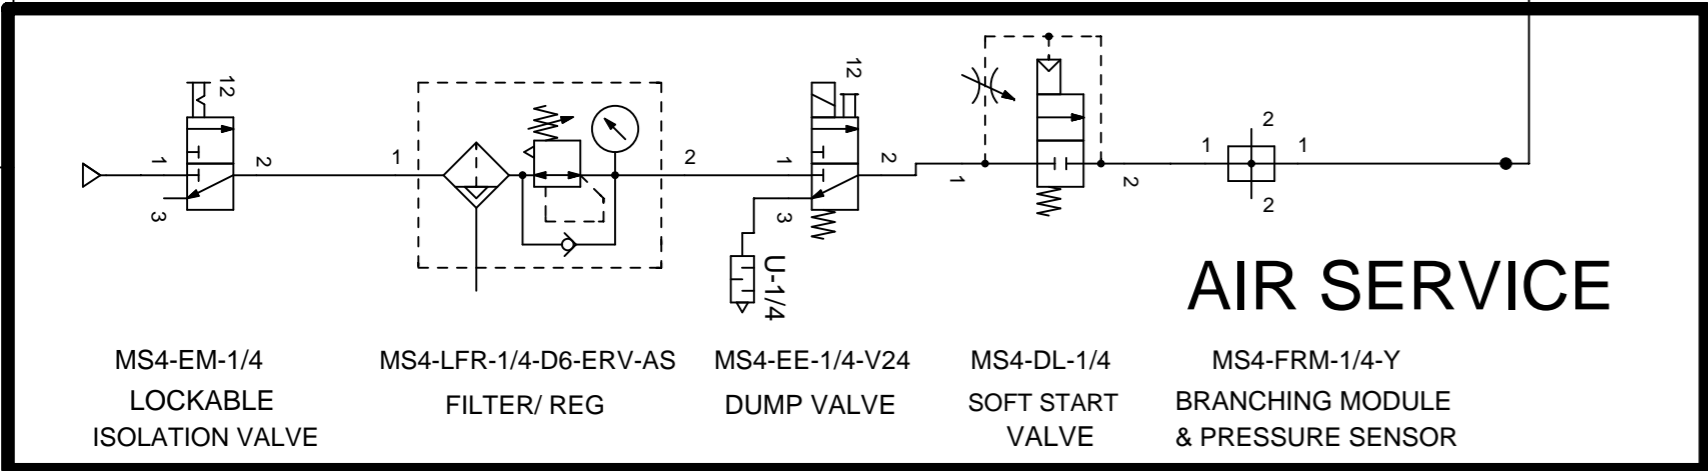 12
1
2
3
1
2
12
1
2
3
U-1/4
1
2
1
2
1
2
AIR SERVICE
MS4-EM-1/4
LOCKABLE
ISOLATION VALVE
MS4-LFR-1/4-D6-ERV-AS
FILTER/ REG
MS4-EE-1/4-V24
DUMP VALVE
MS4-DL-1/4
SOFT START
VALVE
MS4-FRM-1/4-Y
BRANCHING MODULE
& PRESSURE SENSOR